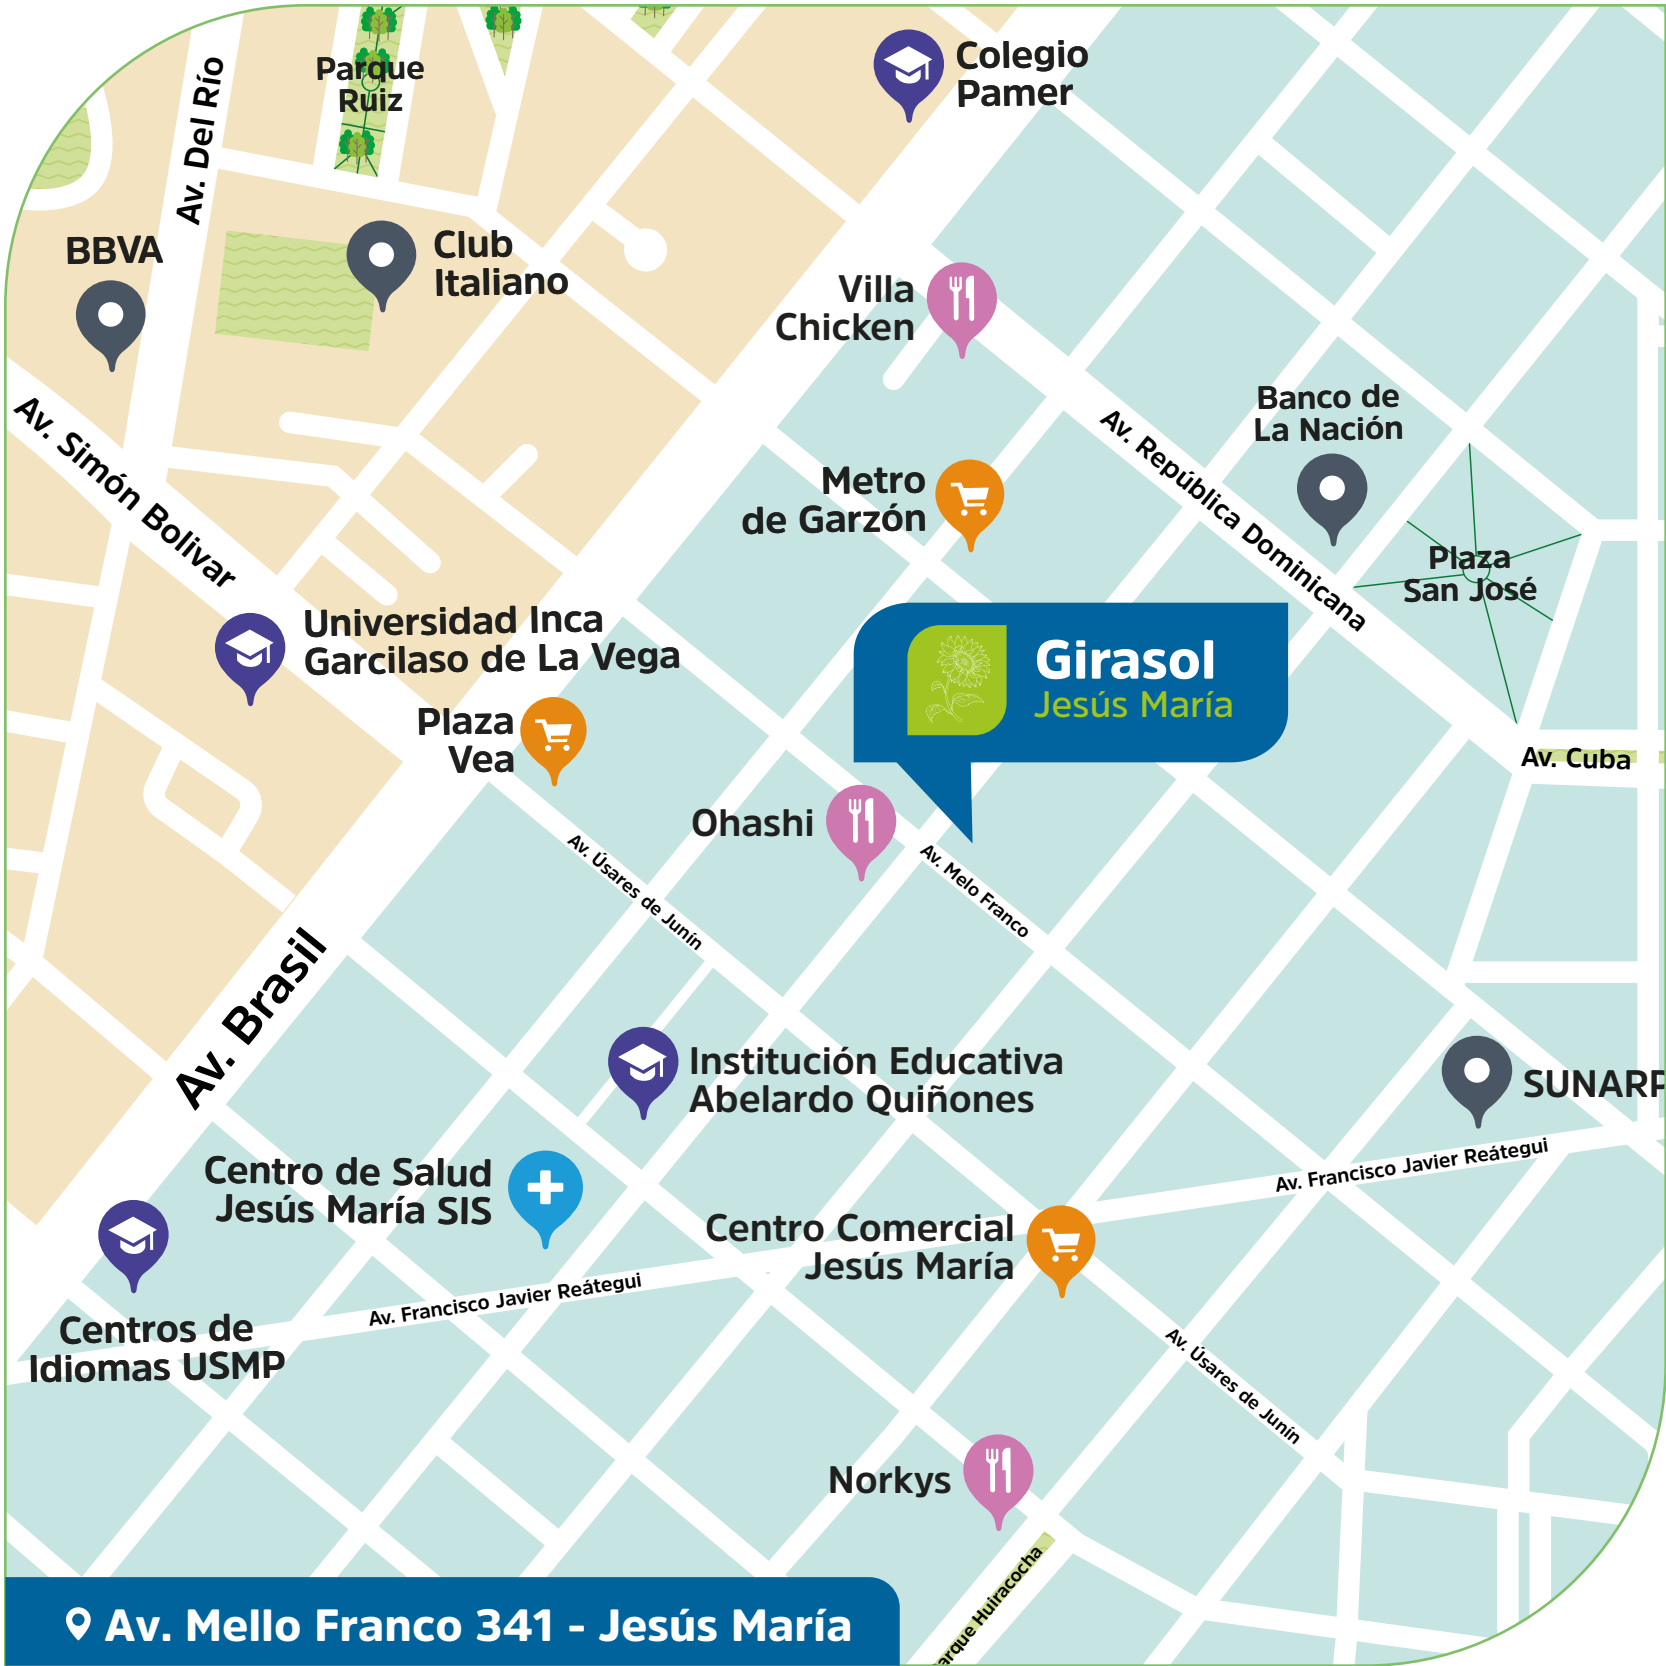 Colegio
Pamer
Parque
Ruiz
Av. Del Río
BBVA
Club
Italiano
Villa
Chicken
Av. Simón Bolivar
Banco de
La Nación
Av. República Dominicana
Metro
de Garzón
Plaza
San José
Universidad Inca
Garcilaso de La Vega
Girasol
Jesús María
Plaza
Vea
Av. Cuba
Ohashi
Av. Úsares de Junín
Av. Melo Franco
Av. Brasil
Institución Educativa
Abelardo Quiñones
SUNARP
Av. Francisco Javier Reátegui
Centro de Salud
Jesús María SIS
Centro Comercial
Jesús María
Av. Francisco Javier Reátegui
Centros de
Idiomas USMP
Av. Úsares de Junín
Norkys
arque Huiracocha
Av. Mello Franco 341 - Jesús María